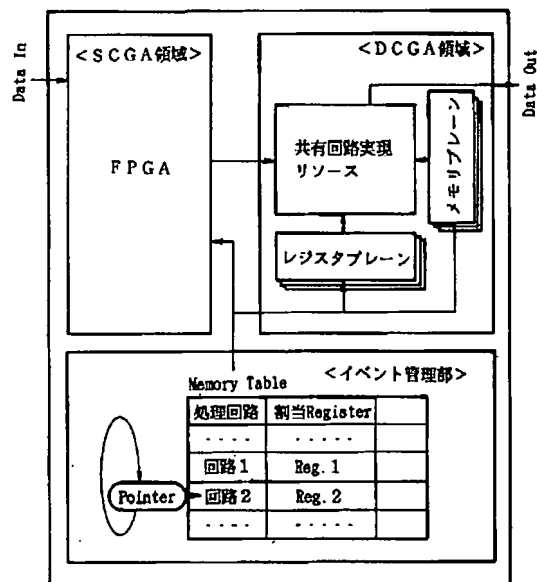 Data In
<SCGA領域>
FPGA
<DCGA領域>
共有回路実現
リソース
メモリプレーン
レジスタプレーン
Data Out
<イベント管理部>
Memory Table
処理回路 割当Register
・・・・ ・・・・・
回路1 Reg.1
Pointer 回路2 Reg.2
・・・・ ・・・・・